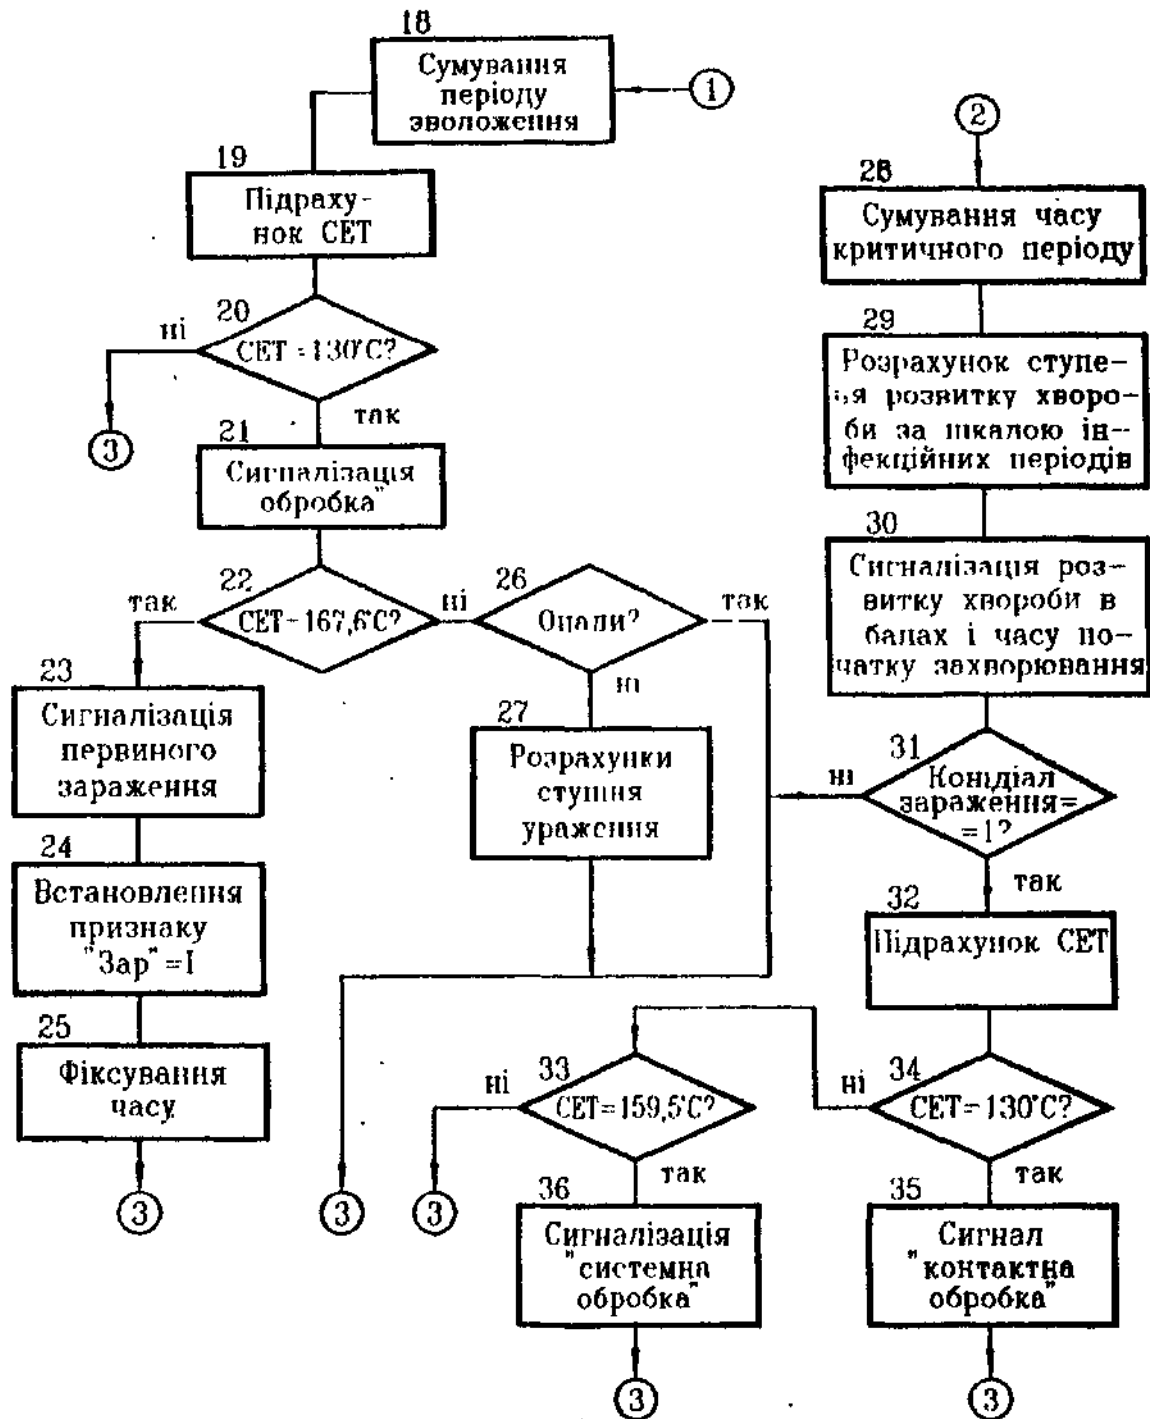 18
Сумування
періоду
зволоження
1
19
Підраху-
нок СЕТ
20
ні
СЕТ=130°С?
так
3
21
Сигналізація
обробка"
22
так
СЕТ=167,6°С?
ні
23
Сигналізація
первиного
зараження
24
Встановлення
признаку
"Зар"=I
25
Фіксування
часу
3
26
Опади?
так
ні
27
Розрахунки
ступня
ураження
3
2
28
Сумування часу
критичного періоду
29
Розрахунок ступе-
ня розвитку хворо-
би за шкалою ін-
фекційних періодів
30
Сигналізація роз-
витку хвороби в
балах і часу по-
чатку захворювання
31
ні
Конідіал
зараження=
=1?
так
32
Підрахунок СЕТ
33
ні
СЕТ=159,5°С?
так
3
34
ні
СЕТ=130°С?
так
36
Сигналізація
"системна
обробка"
3
35
Сигнал
"контактна
обробка"
3